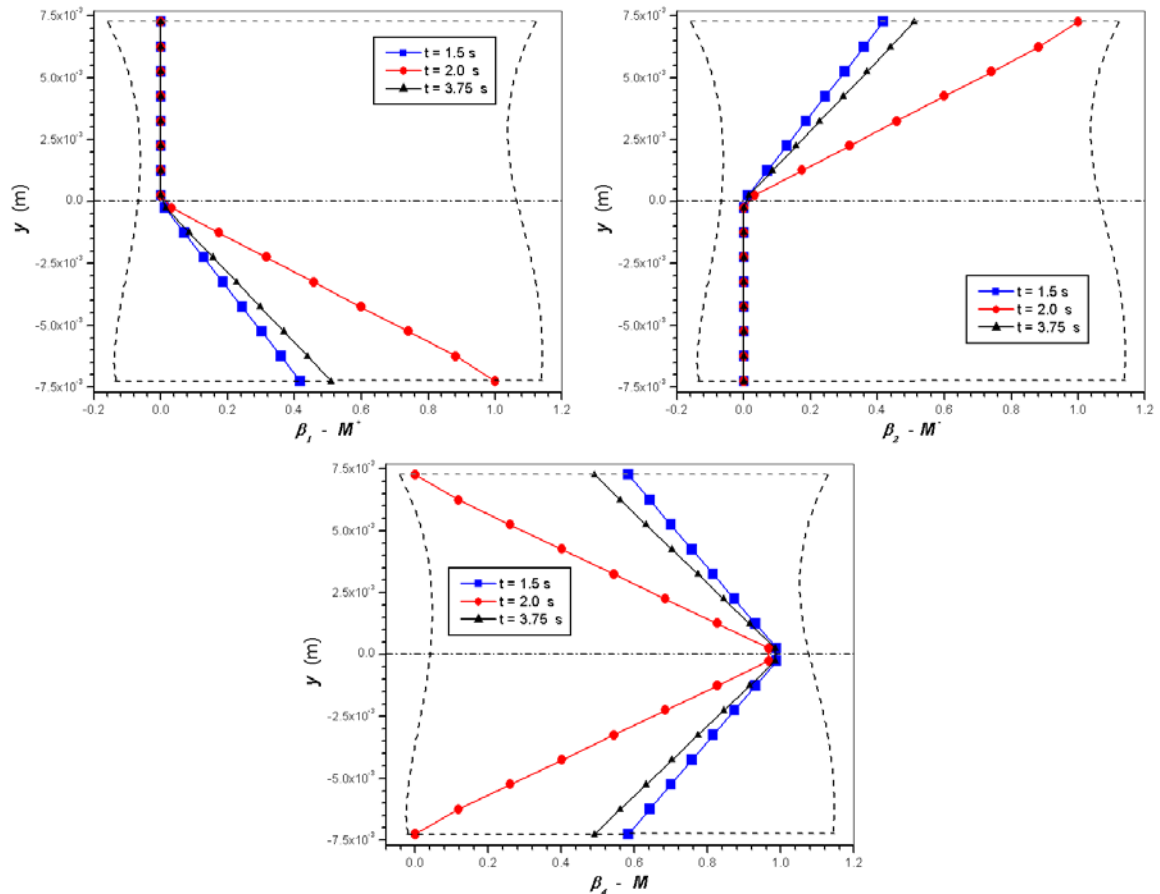 7.5x10⁻³
5.0x10⁻³
2.5x10⁻³
0.0
-2.5x10⁻³
-5.0x10⁻³
-7.5x10⁻³
y (m)
t = 1.5 s
t = 2.0 s
t = 3.75 s
-0.2 0.0 0.2 0.4 0.6 0.8 1.0 1.2
β₁ - M
7.5x10⁻³
5.0x10⁻³
2.5x10⁻³
0.0
-2.5x10⁻³
-5.0x10⁻³
-7.5x10⁻³
y (m)
t = 1.5 s
t = 2.0 s
t = 3.75 s
-0.2 0.0 0.2 0.4 0.6 0.8 1.0 1.2
β₂ - M
7.5x10⁻³
5.0x10⁻³
2.5x10⁻³
0.0
-2.5x10⁻³
-5.0x10⁻³
-7.5x10⁻³
y (m)
t = 1.5 s
t = 2.0 s
t = 3.75 s
0.0 0.2 0.4 0.6 0.8 1.0 1.2
β₄ - M